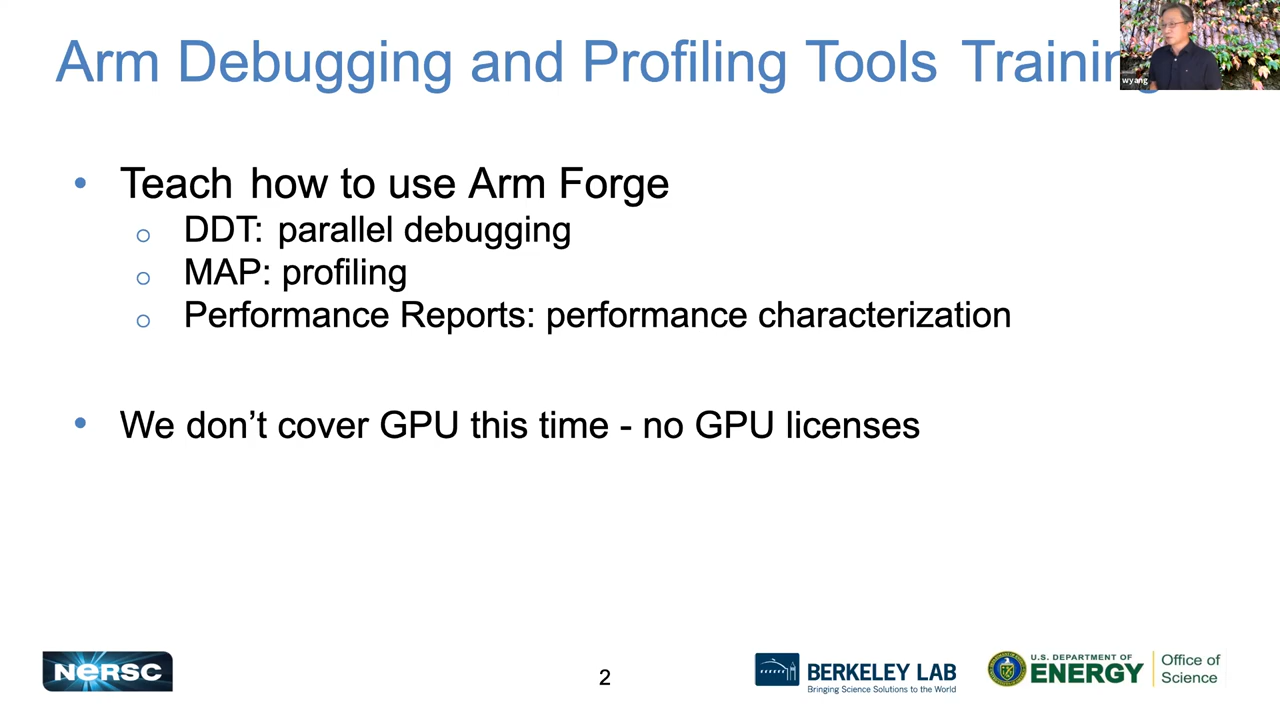 Arm Debugging and Profiling Tools Training
wyang
• Teach how to use Arm Forge
o DDT: parallel debugging
o MAP: profiling
o Performance Reports: performance characterization
• We don’t cover GPU this time - no GPU licenses
NERSC
2
BERKELEY LAB
Bringing Science Solutions to the World
U.S. DEPARTMENT OF
ENERGY
Office of
Science